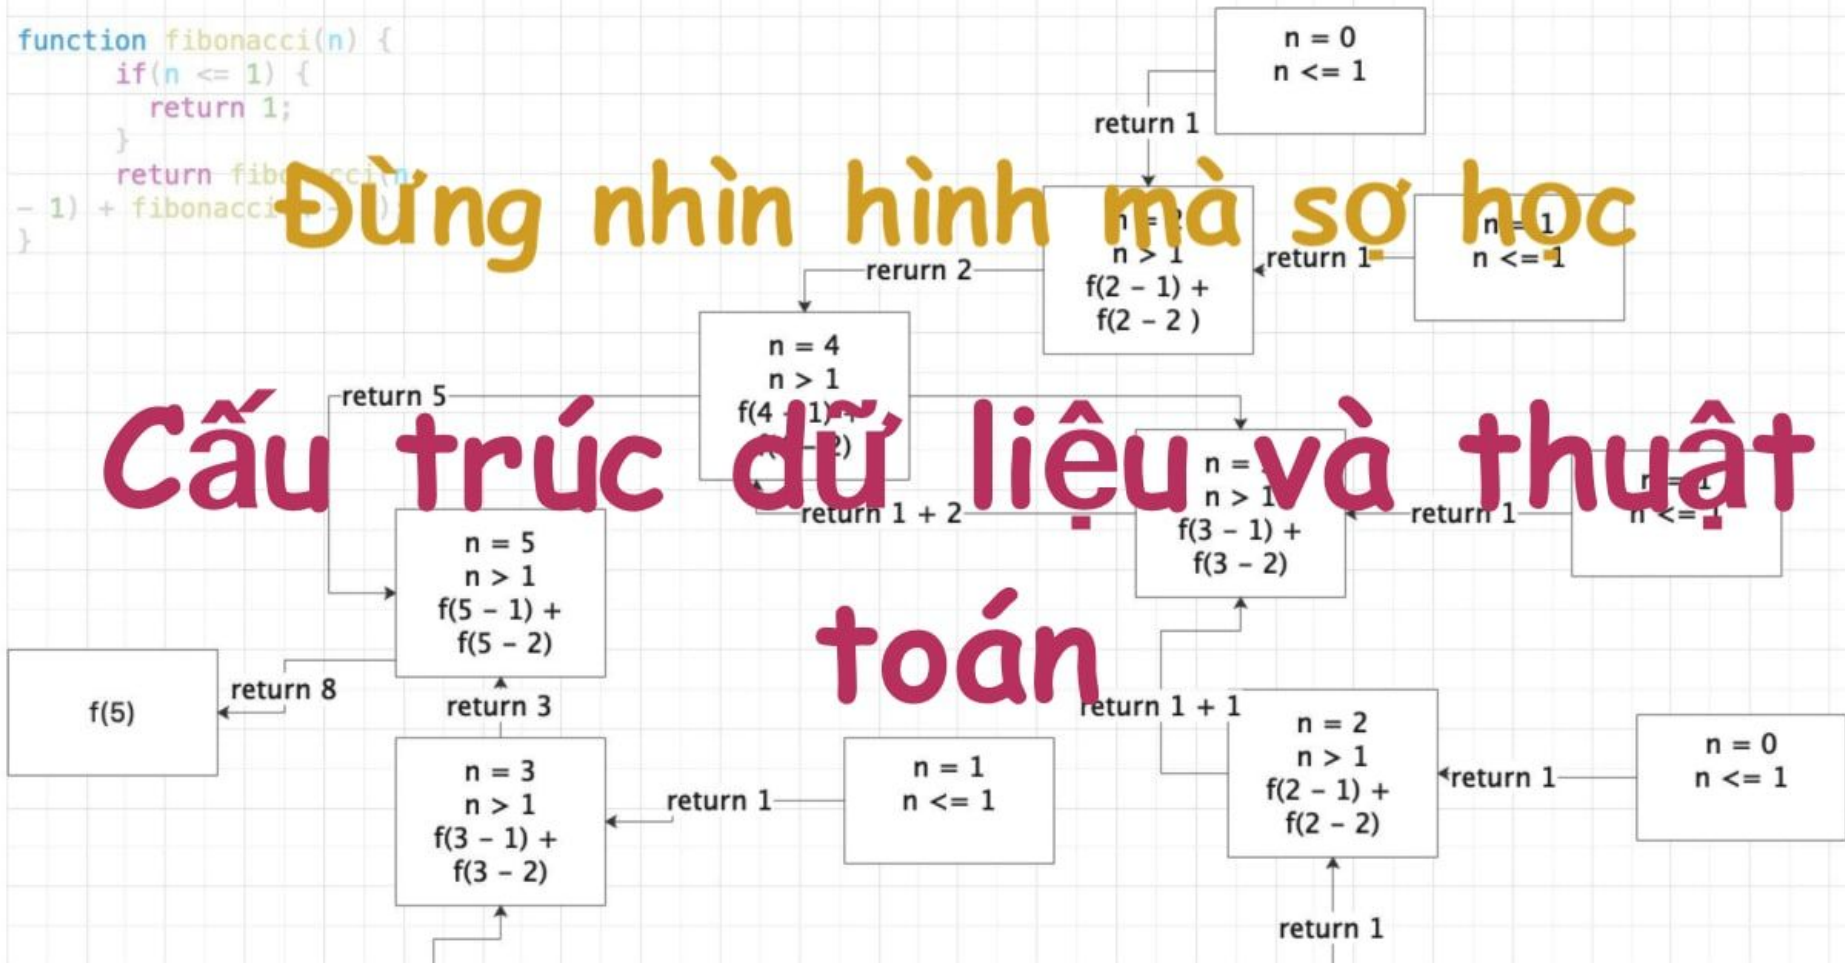 function fibonacci(n) {
if(n <= 1) {
return 1;
}
return
- 1) + fibonacci
}
n = 0
n <= 1
return 1
Đừng nhìn hình mà sợ học
n > 1
f(2 - 1) +
f(2 - 2 )
return 1
n = 1
n <= 1
rerurn 2
n = 4
n > 1
return 5
Cấu trúc dữ liệu và thuật
toán
return 1 + 2
n > 1
f(3 - 1) +
f(3 - 2)
return 1
n = 5
n > 1
f(5 - 1) +
f(5 - 2)
return 8
f(5)
return 3
return 1 + 1
n = 3
n > 1
f(3 - 1) +
f(3 - 2)
return 1
n = 1
n <= 1
n = 2
n > 1
f(2 - 1) +
f(2 - 2)
return 1
n = 0
n <= 1
return 1